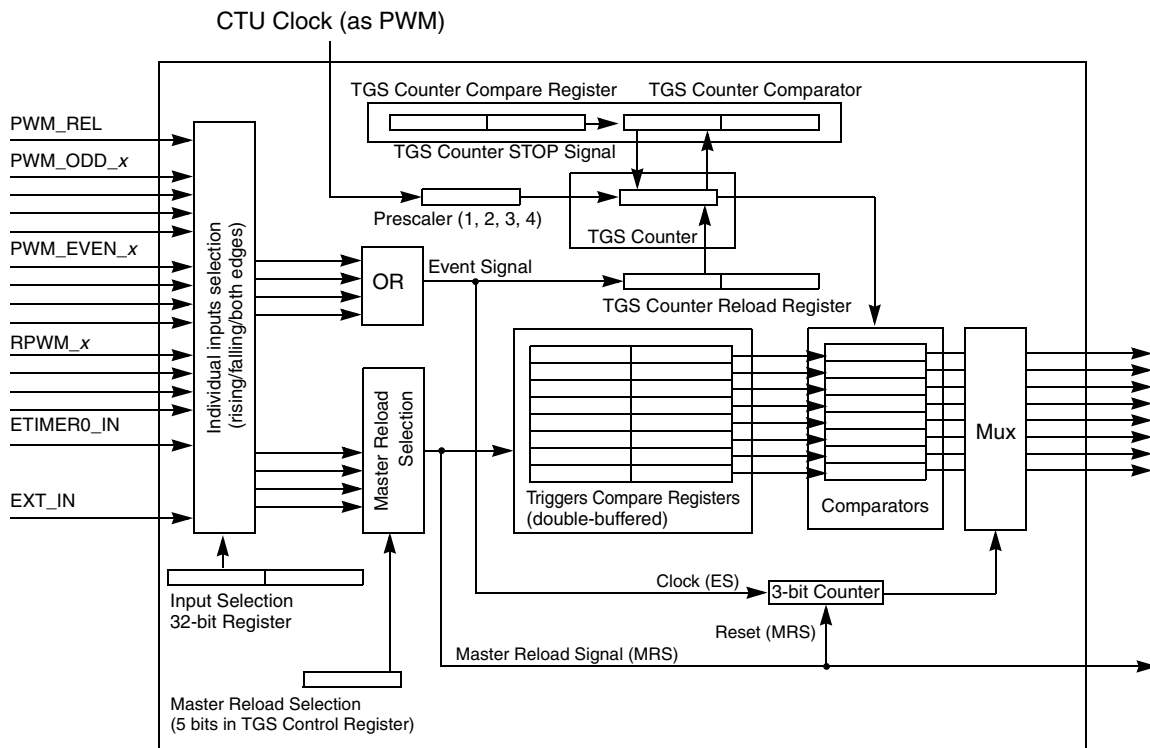 CTU Clock (as PWM)
TGS Counter Compare Register
TGS Counter Comparator
PWM_REL
PWM_ODD_x
TGS Counter STOP Signal
Prescaler (1, 2, 3, 4)
TGS Counter
PWM_EVEN_x
Individual inputs selection
(rising/falling/both edges)
OR
Event Signal
TGS Counter Reload Register
RPWM_x
Master Reload
Selection
ETIMER0_IN
Mux
EXT_IN
Triggers Compare Registers
(double-buffered)
Comparators
Clock (ES)
3-bit Counter
Input Selection
32-bit Register
Reset (MRS)
Master Reload Signal (MRS)
Master Reload Selection
(5 bits in TGS Control Register)